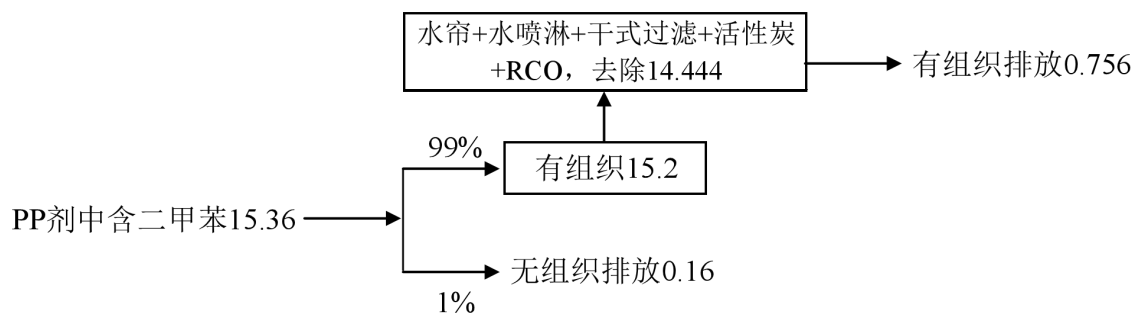 水帘+水喷淋+干式过滤+活性炭
+RCO，去除14.444
有组织排放0.756
99%
有组织15.2
PP剂中含二甲苯15.36
无组织排放0.16
1%